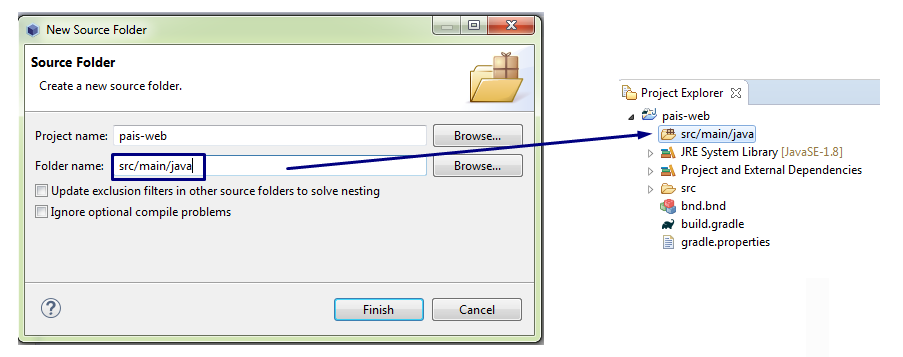 New Source Folder
Source Folder
Create a new source folder.
Project name: pais-web Browse...
Folder name: src/main/java Browse...
Update exclusion filters in other source folders to solve nesting
Ignore optional compile problems
? Finish Cancel
Project Explorer
pais-web
src/main/java
JRE System Library [JavaSE-1.8]
Project and External Dependencies
src
bnd.bnd
build.gradle
gradle.properties